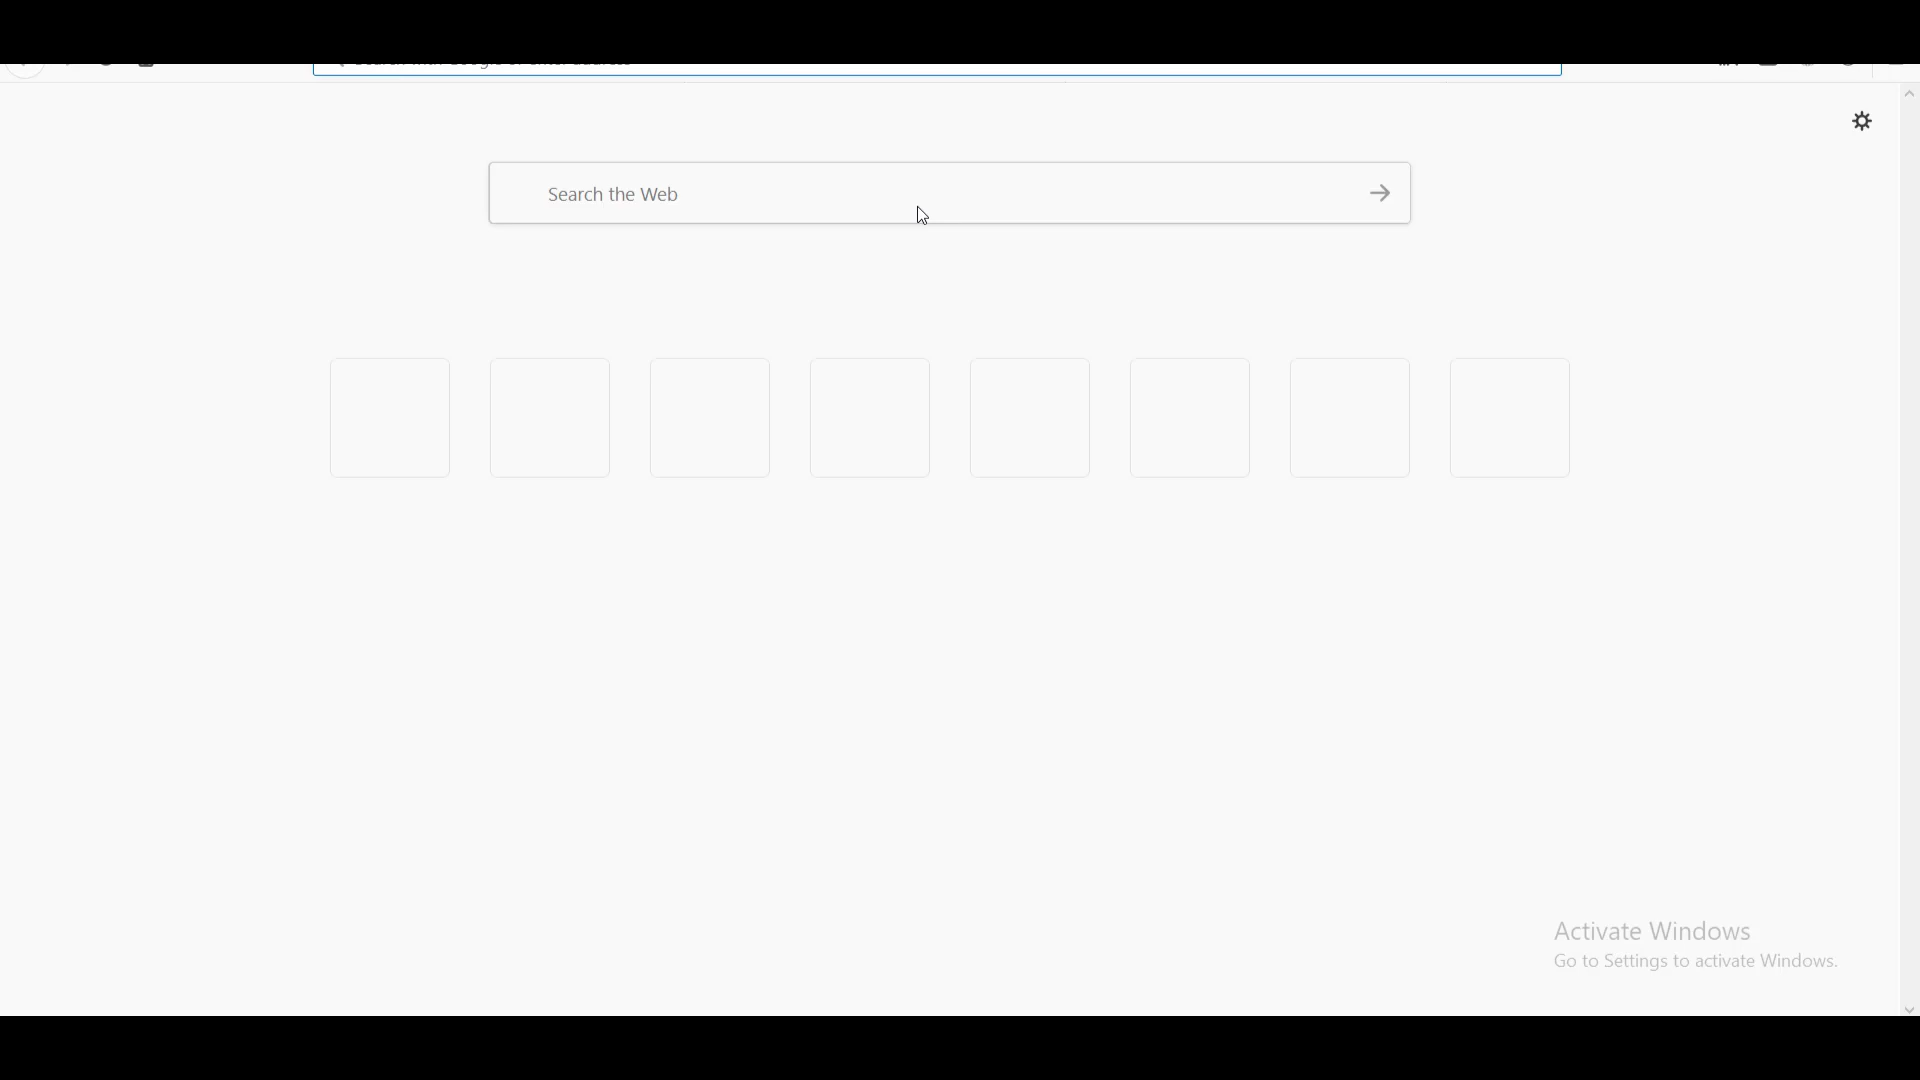 Search the Web
Activate Windows
Go to Settings to activate Windows.